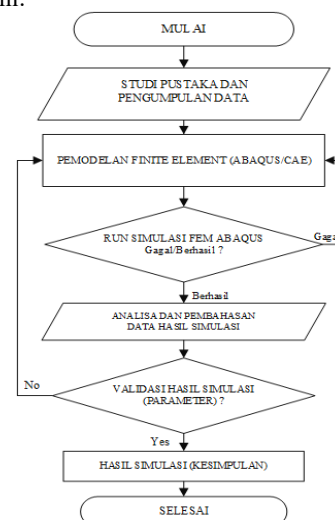 MULAI
STUDI PUSTAKA DAN
PENGUMPULAN DATA
PEMODELAN FINITE ELEMENT (ABAQUS/CAE)
RUN SIMULASI FEM ABAQUS
Gagal/Berhasil ?
Berhasil
ANALISA DAN PEMBAHASAN
DATA HASIL SIMULASI
No
VALIDASI HASIL SIMULASI
(PARAMETER) ?
Yes
HASIL SIMULASI (KESIMPULAN)
SELESAI